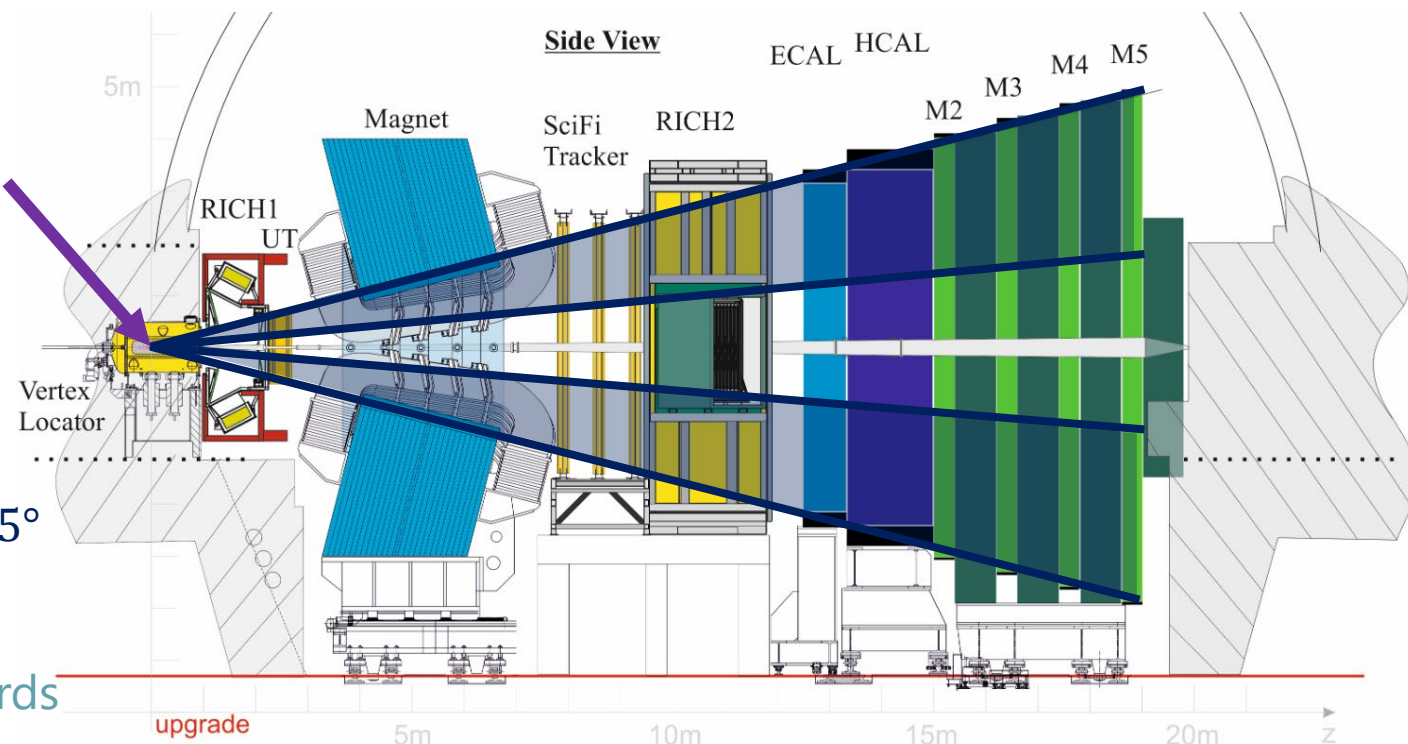 Side View
ECAL
HCAL
M2
M3
M4
M5
5m
Magnet
SciFi
Tracker
RICH2
RICH1
UT
Vertex
Locator
5°
rds
upgrade
5m
10m
15m
20m
z